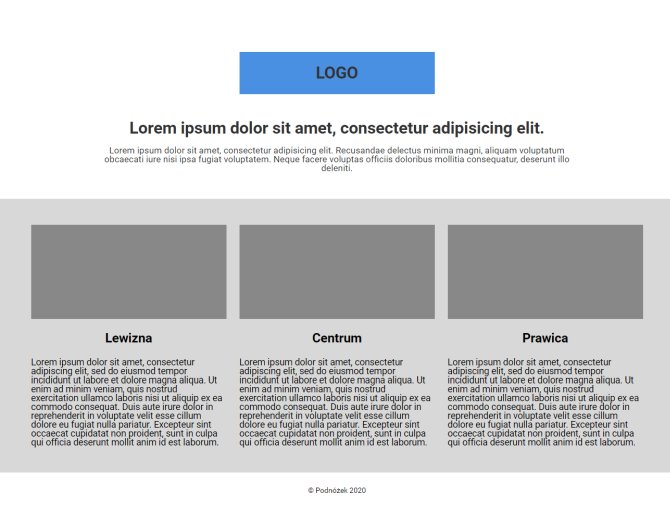 LOGO
Lorem ipsum dolor sit amet, consectetur adipisicing elit.
Lorem ipsum dolor sit amet, consectetur adipisicing elit. Recusandae delectus minima magni, aliquam voluptatum
obcaecati iure nisi ipsa fugiat voluptatem. Neque facere voluptas officiis doloribus mollitia consequatur, deserunt illo
deleniti.
Lewizna
Lorem ipsum dolor sit amet, consectetur
adipisicing elit, sed do eiusmod tempor
incididunt ut labore et dolore magna aliqua. Ut
enim ad minim veniam, quis nostrud
exercitation ullamco laboris nisi ut aliquip ex ea
commodo consequat. Duis aute irure dolor in
reprehenderit in voluptate velit esse cillum
dolore eu fugiat nulla pariatur. Excepteur sint
occaecat cupidatat non proident, sunt in culpa
qui officia deserunt mollit anim id est laborum.
Centrum
Lorem ipsum dolor sit amet, consectetur
adipisicing elit, sed do eiusmod tempor
incididunt ut labore et dolore magna aliqua. Ut
enim ad minim veniam, quis nostrud
exercitation ullamco laboris nisi ut aliquip ex ea
commodo consequat. Duis aute irure dolor in
reprehenderit in voluptate velit esse cillum
dolore eu fugiat nulla pariatur. Excepteur sint
occaecat cupidatat non proident, sunt in culpa
qui officia deserunt mollit anim id est laborum.
Prawica
Lorem ipsum dolor sit amet, consectetur
adipisicing elit, sed do eiusmod tempor
incididunt ut labore et dolore magna aliqua. Ut
enim ad minim veniam, quis nostrud
exercitation ullamco laboris nisi ut aliquip ex ea
commodo consequat. Duis aute irure dolor in
reprehenderit in voluptate velit esse cillum
dolore eu fugiat nulla pariatur. Excepteur sint
occaecat cupidatat non proident, sunt in culpa
qui officia deserunt mollit anim id est laborum.
© Podnóżek 2020